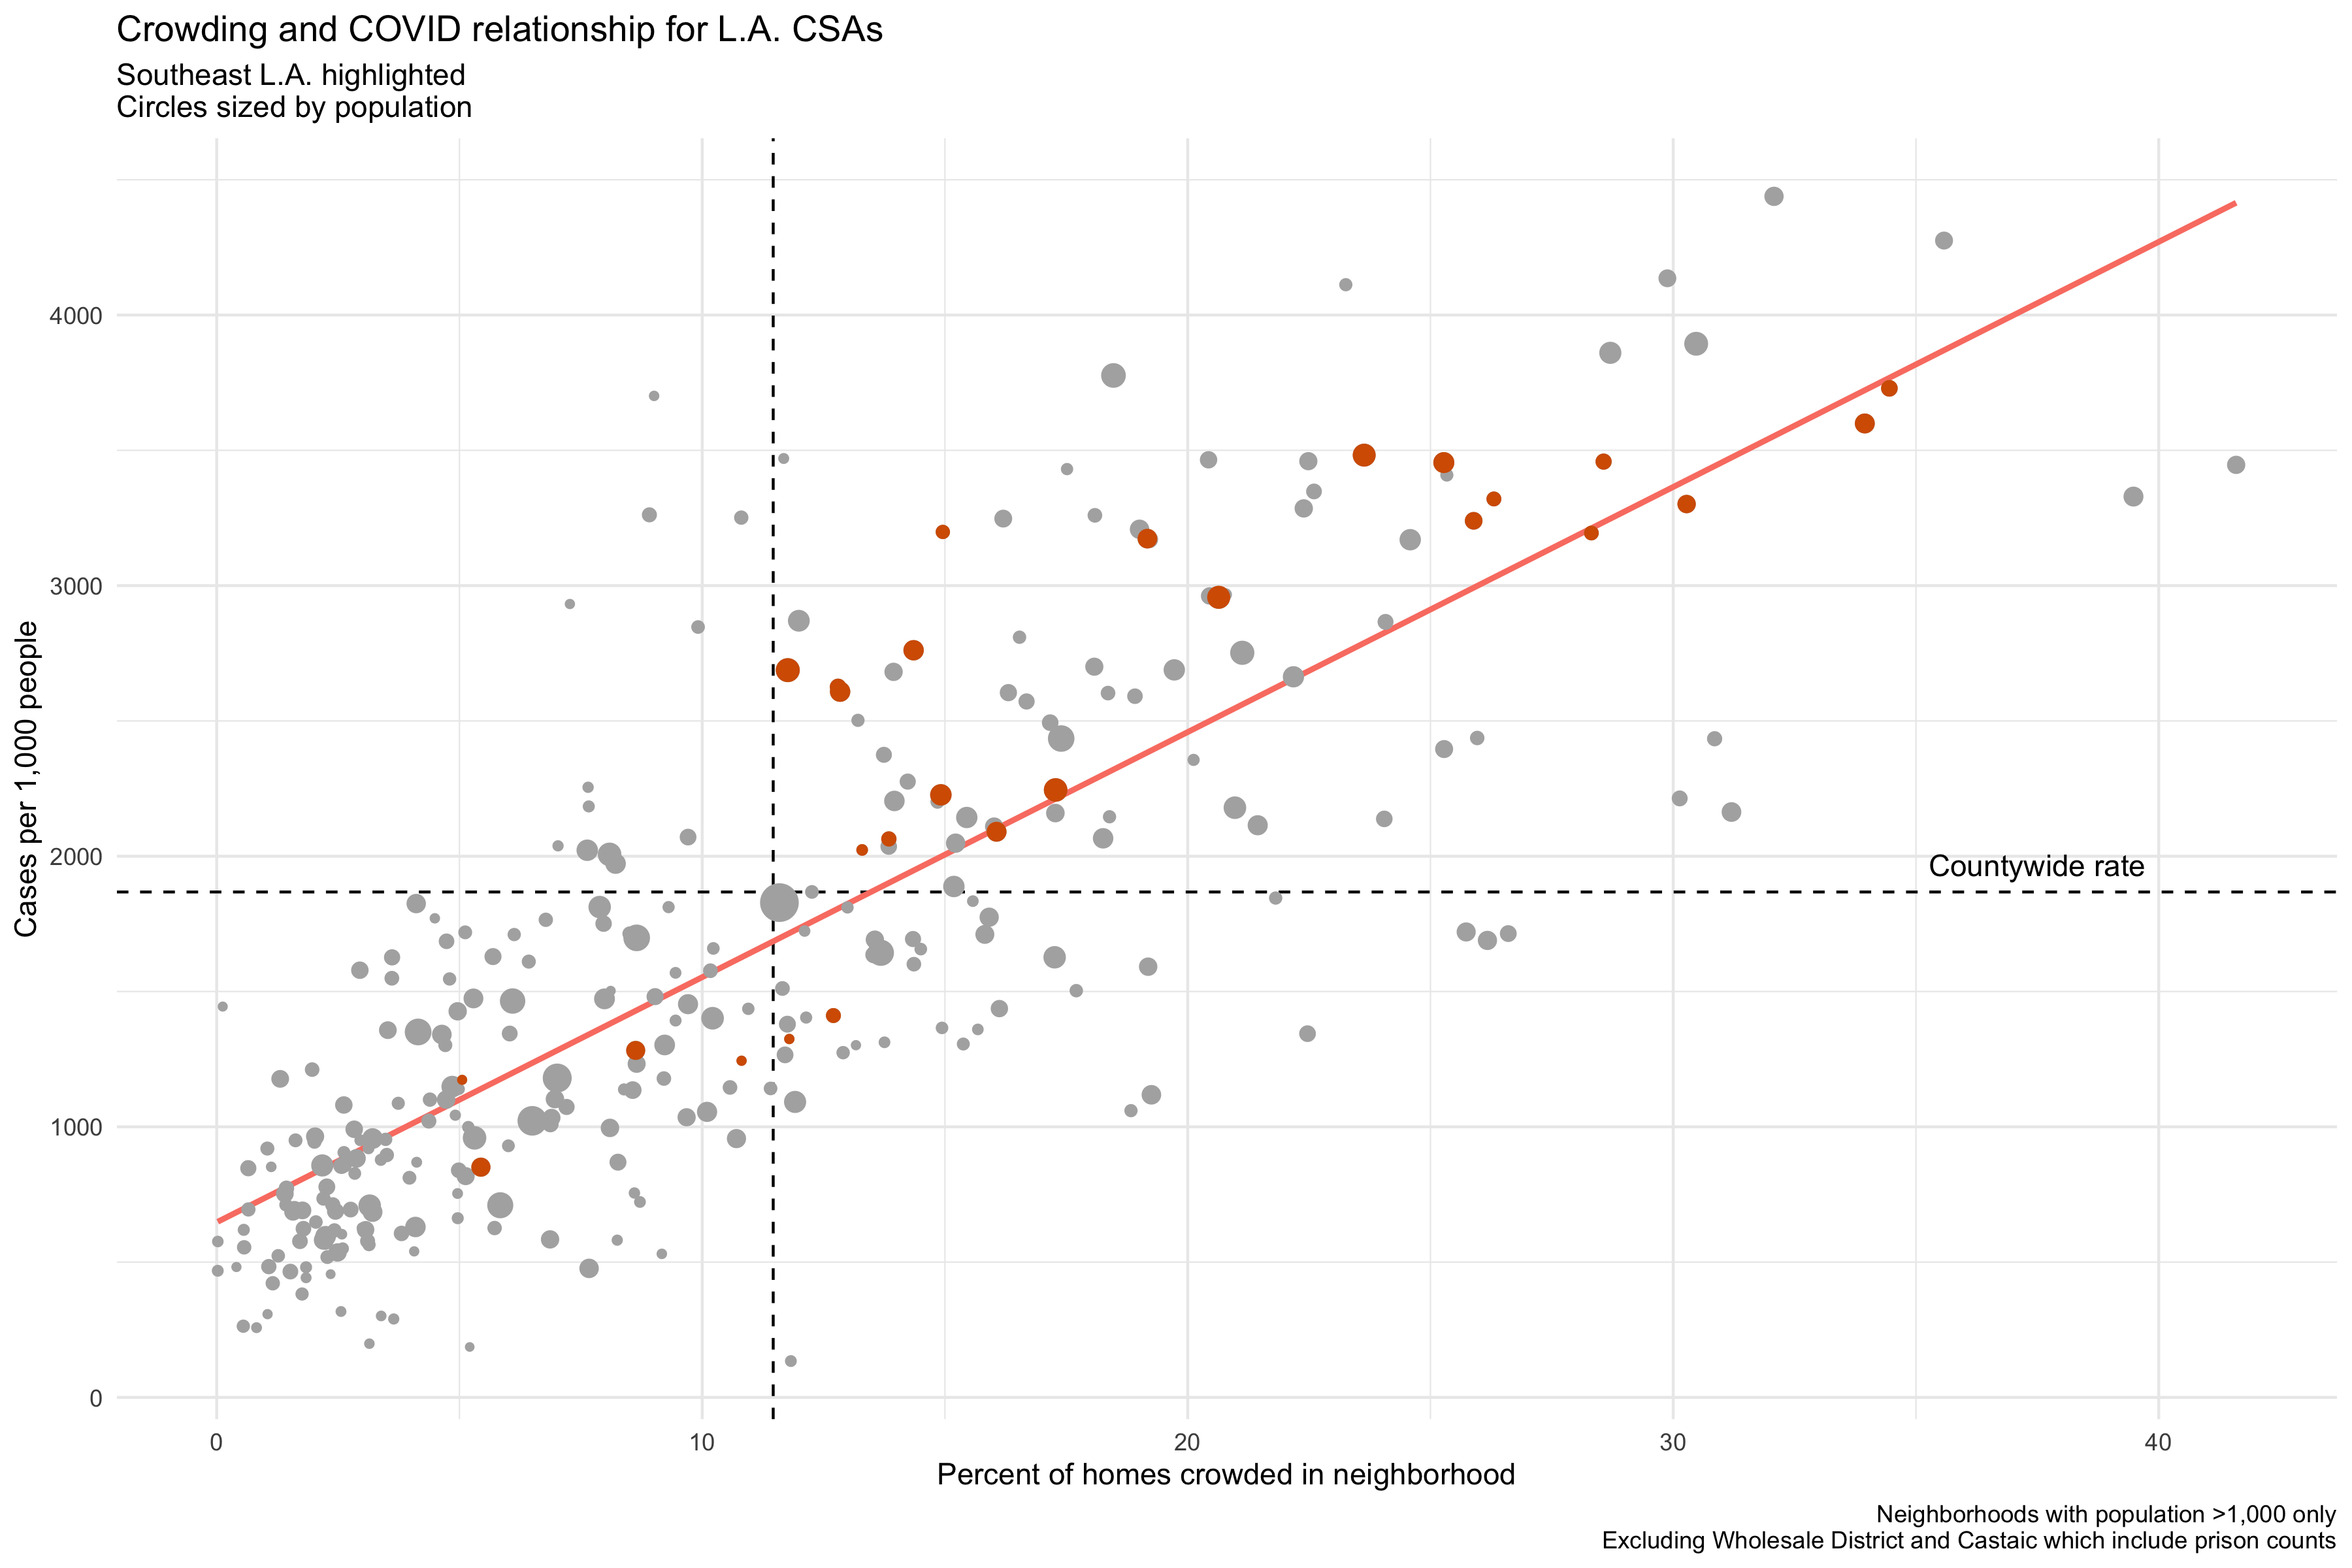 Crowding and COVID relationship for L.A. CSAs
Southeast L.A. highlighted
Circles sized by population
4000
3000
2000
1000
0
Cases per 1,000 people
Countywide rate
0 10 20 30 40
Percent of homes crowded in neighborhood
Neighborhoods with population >1,000 only
Excluding Wholesale District and Castaic which include prison counts